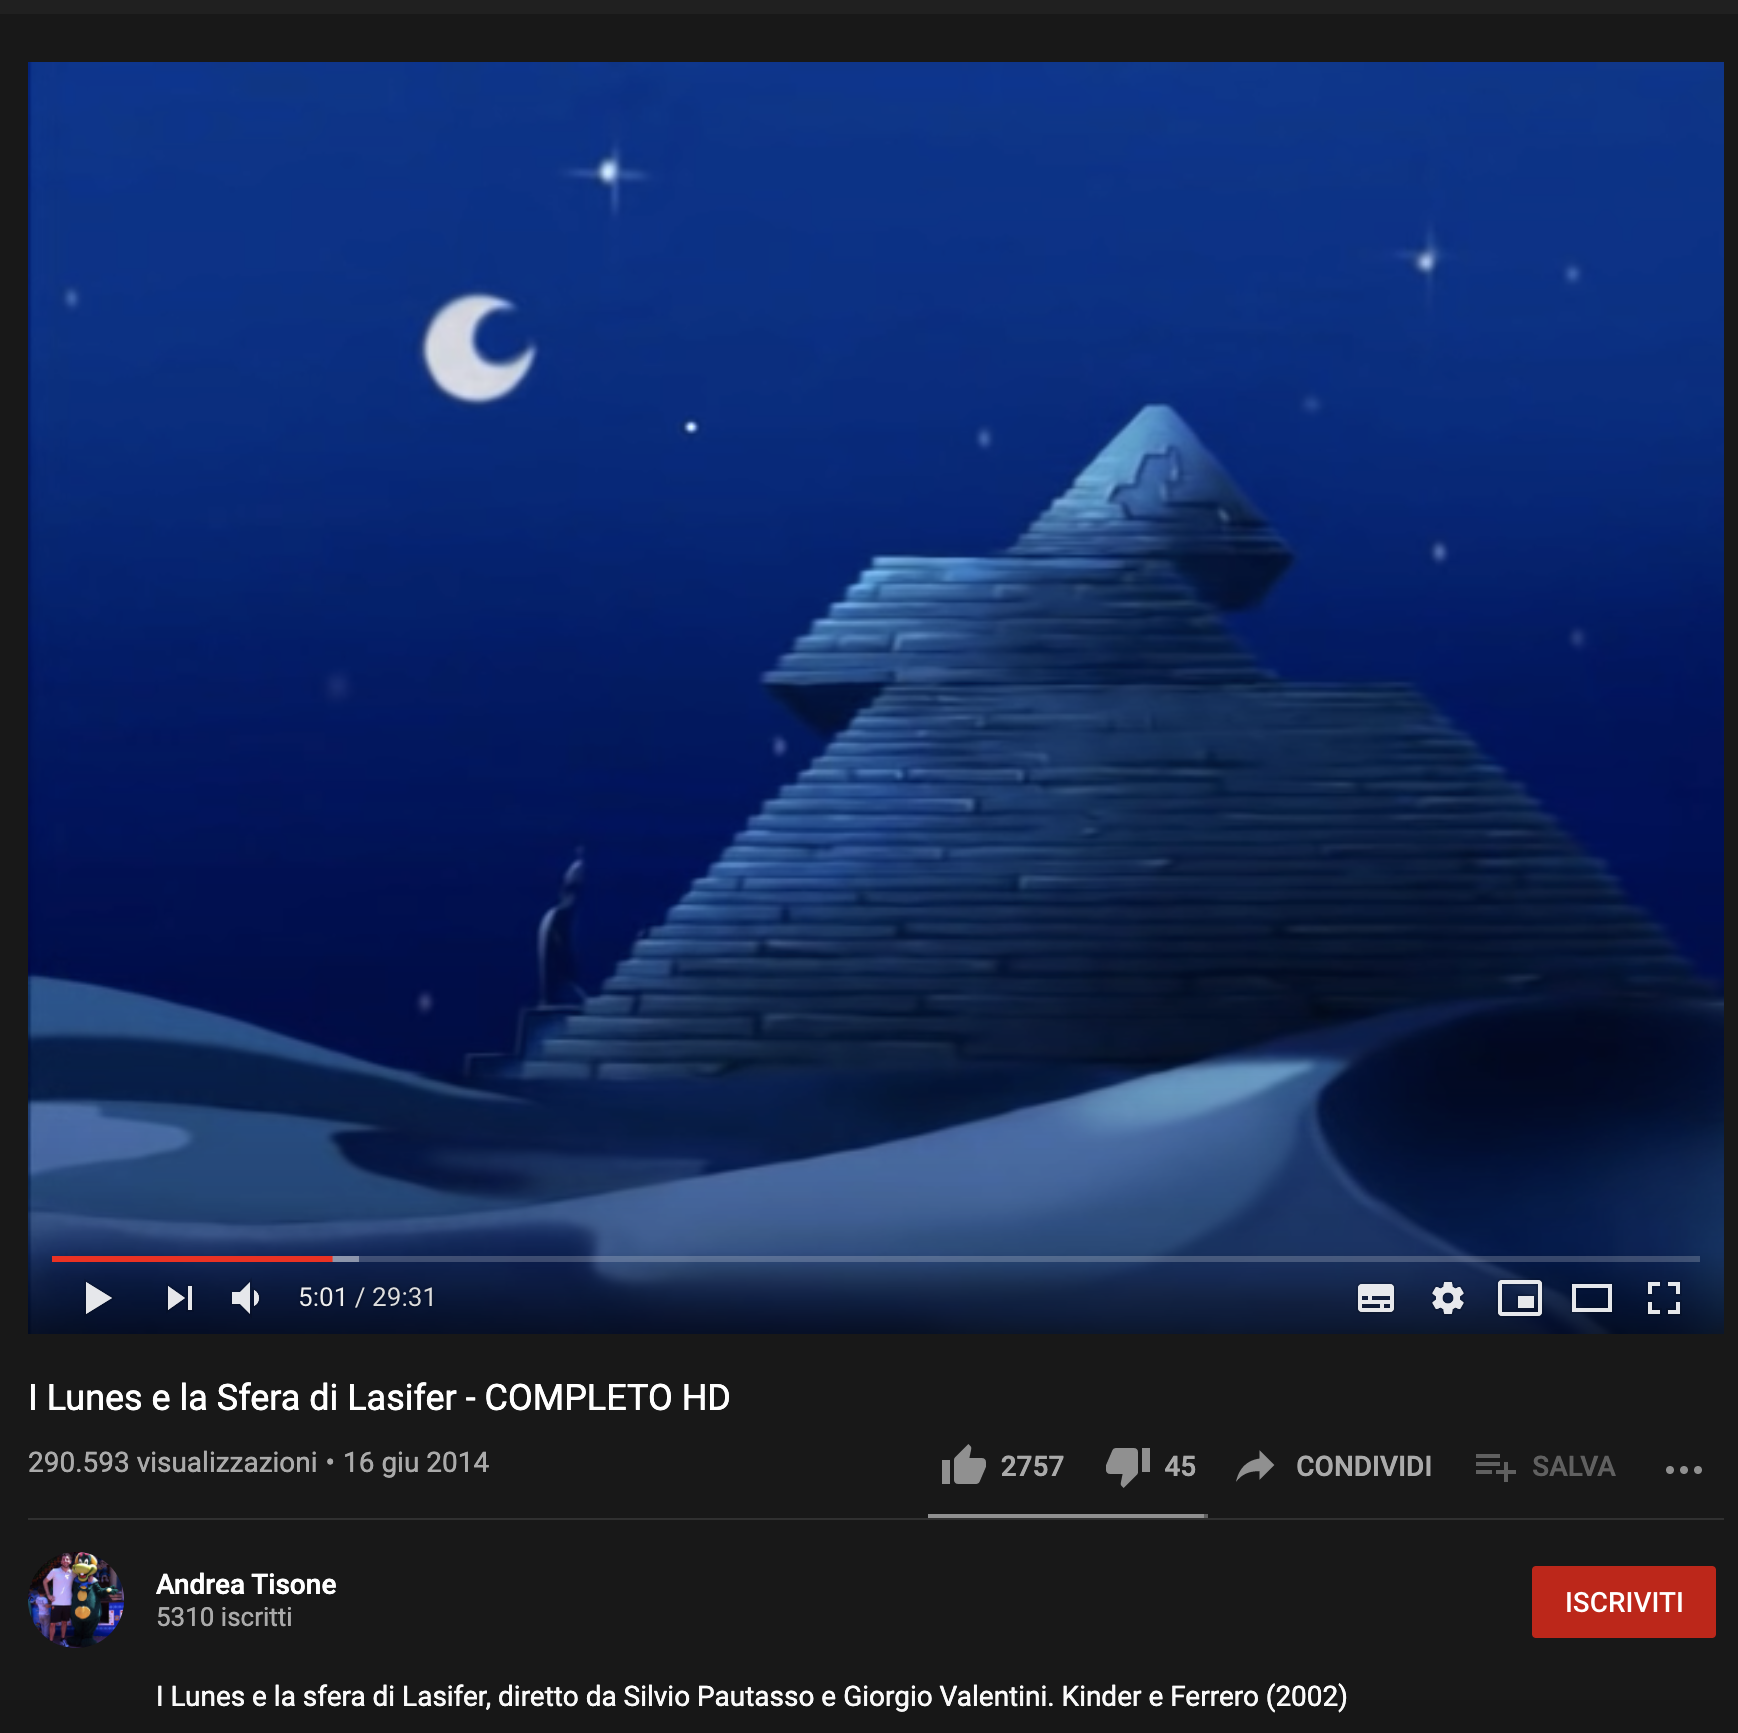 5:01 / 29:31
I Lunes e la Sfera di Lasifer - COMPLETO HD
290.593 visualizzazioni • 16 giu 2014
2757 45 CONDIVIDI SALVA
Andrea Tisone
5310 iscritti
ISCRIVITI
I Lunes e la sfera di Lasifer, diretto da Silvio Pautasso e Giorgio Valentini. Kinder e Ferrero (2002)